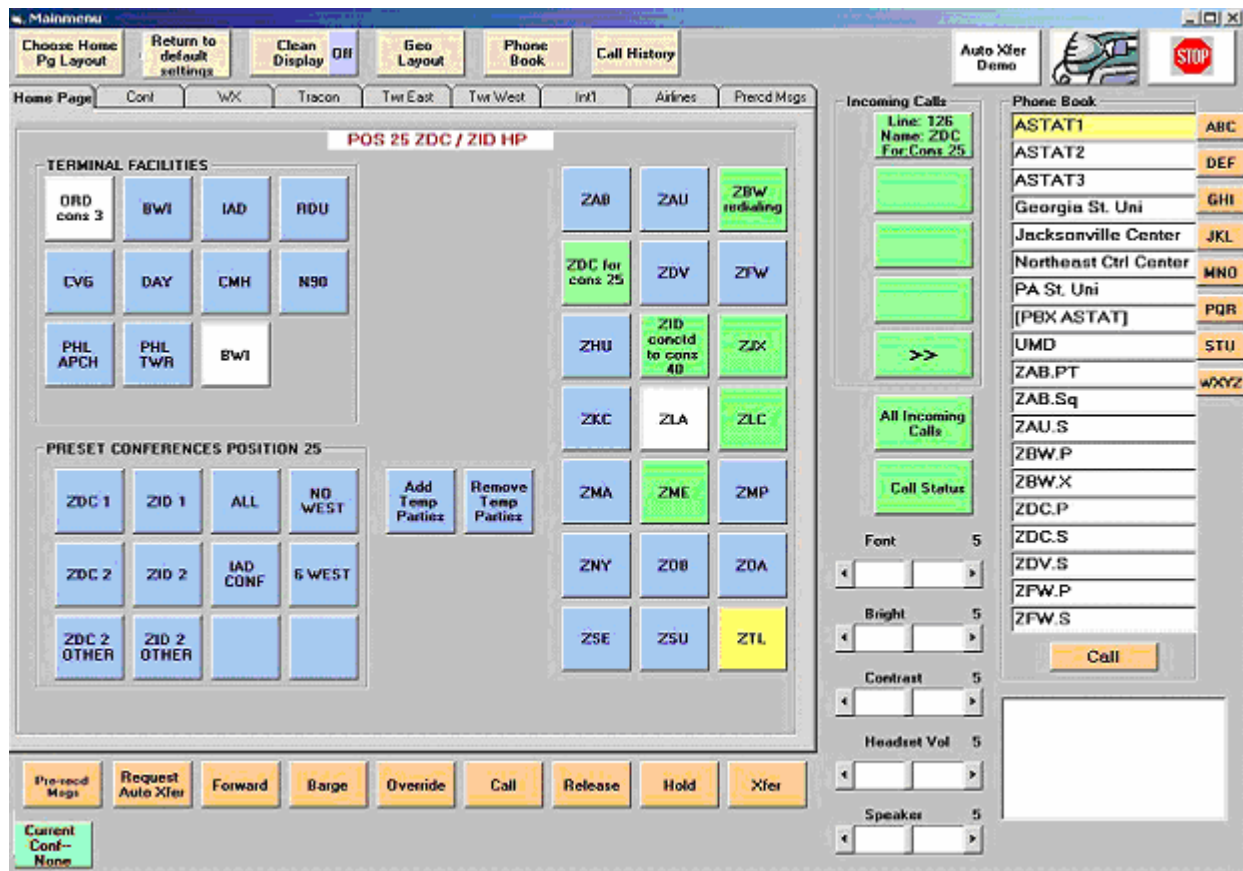 Mainmenu
Choose Home
Pg Layout
Return to
default
settings
Clean
Display
Off
Geo
Layout
Phone
Book
Call History
Auto Xfer
Demo
STOP
Home Page
Conf
WX
Tracon
Twr East
Twr West
Int'l
Airlines
Prercd Msgs
POS 25 ZDC / ZID HP
TERMINAL FACILITIES
ORD
cons 3
BWI
IAD
RDU
CVG
DAY
CMH
N90
PHL
APCH
PHL
TWR
BWI
PRESET CONFERENCES POSITION 25
ZDC 1
ZID 1
ALL
NO
WEST
ZDC 2
ZID 2
IAD
CONF
6 WEST
ZDC 2
OTHER
ZID 2
OTHER
Add
Temp
Parties
Remove
Temp
Parties
ZAB
ZAU
ZBW
redialing
ZDC for
cons 25
ZDV
ZFW
ZHU
ZID
conctd
to cons
40
ZJX
ZKC
ZLA
ZLC
ZMA
ZME
ZMP
ZNY
ZOB
ZOA
ZSE
ZSU
ZTL
Incoming Calls
Line: 126
Name: ZDC
For:Cons 25
>>
All Incoming
Calls
Call Status
Font 5
Bright 5
Contrast 5
Headset Vol 5
Speaker 5
Phone Book
ASTAT1
ASTAT2
ASTAT3
Georgia St. Uni
Jacksonville Center
Northeast Ctrl Center
PA St. Uni
[PBX ASTAT]
UMD
ZAB.PT
ZAB.Sq
ZAU.S
ZBW.P
ZBW.X
ZDC.P
ZDC.S
ZDV.S
ZFW.P
ZFW.S
ABC
DEF
GHI
JKL
MNO
PQR
STU
WXYZ
Call
Pre-recd
Msgs
Request
Auto Xfer
Forward
Barge
Override
Call
Release
Hold
Xfer
Current
Conf--
None